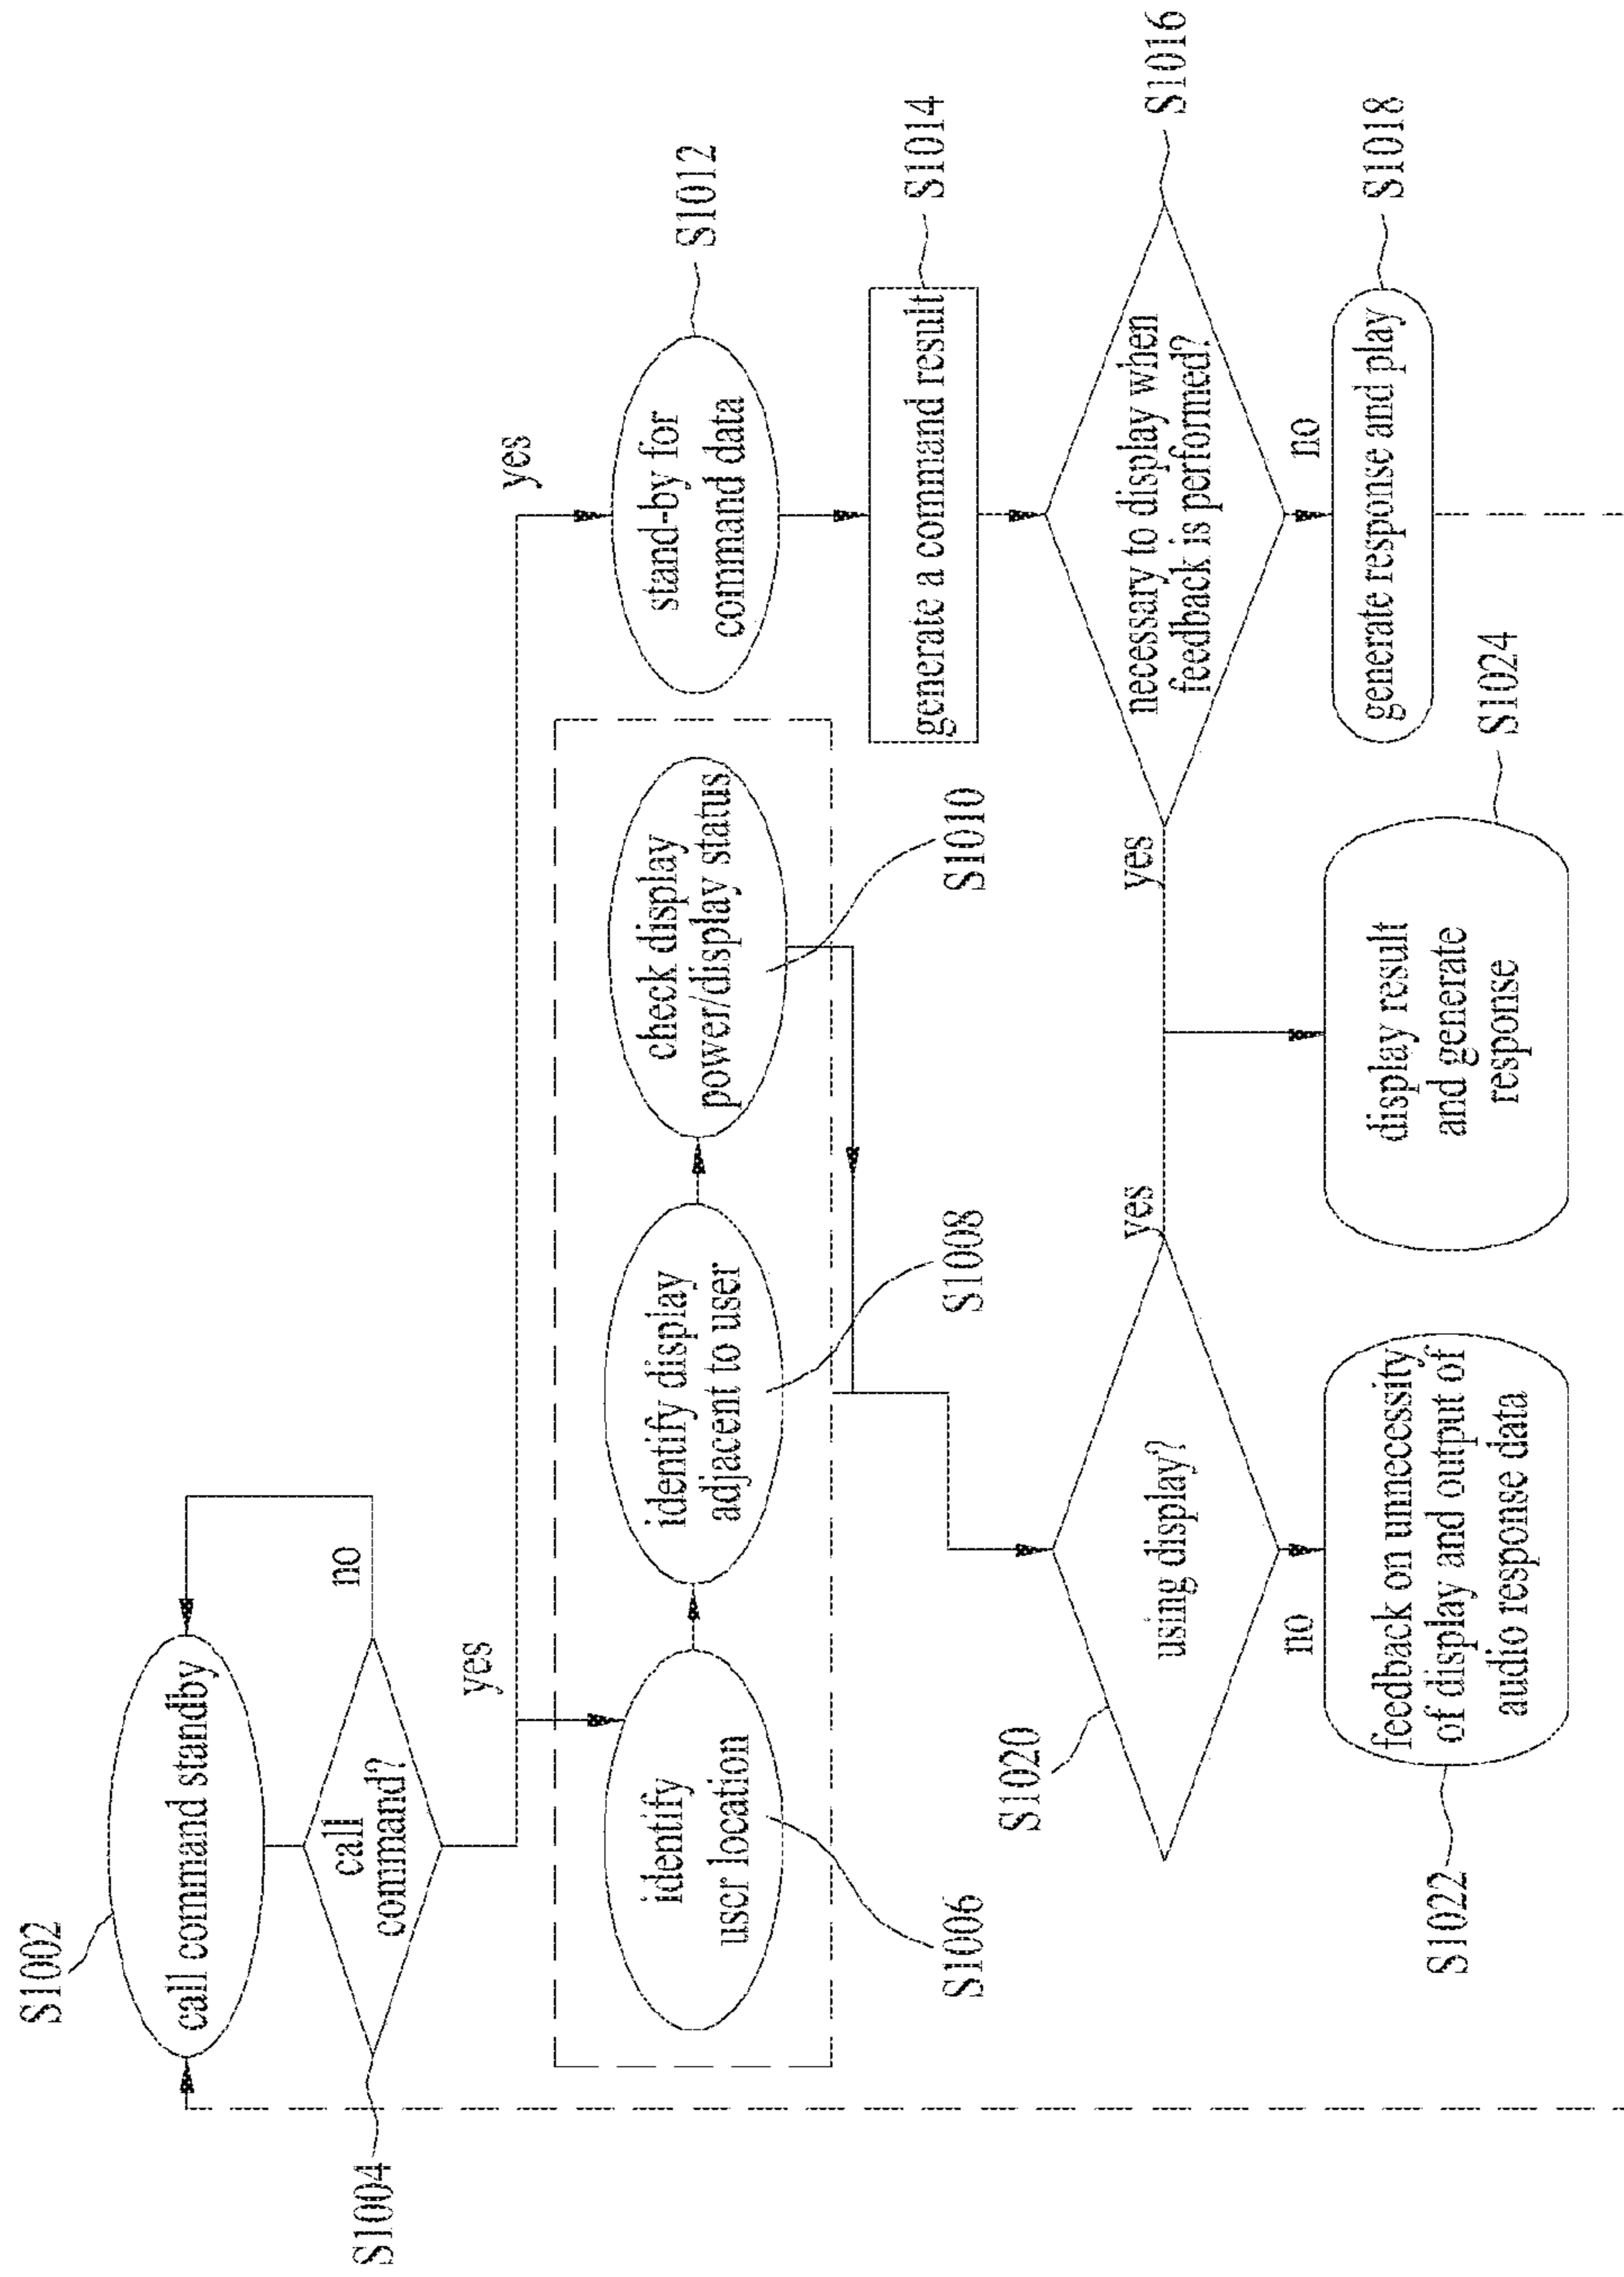 S1002
call command standby
S1004
call
command?
no
yes
yes
identify
user location
S1006
identify display
adjacent to user
S1008
check display
power/display status
S1010
stand-by for
command data
S1012
generate a command result
S1014
necessary to display when
feedback is performed?
S1016
yes
no
generate response and play
S1018
S1020
using display?
yes
no
feedback on unnecessity
of display and output of
audio response data
S1022
display result
and generate
response
S1024